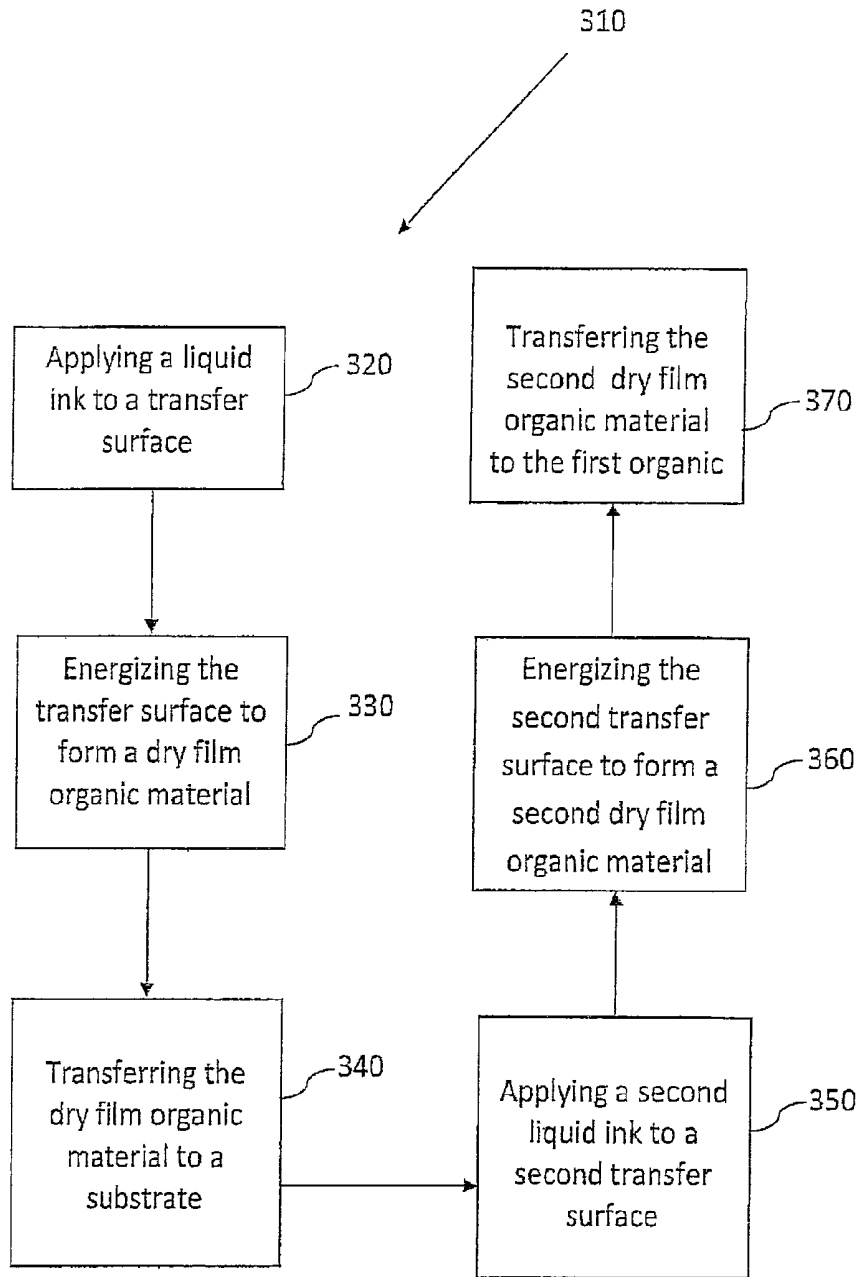 310
Applying a liquid
ink to a transfer
surface
320
Energizing the
transfer surface to
form a dry film
organic material
330
Transferring the
dry film organic
material to a
substrate
340
Applying a second
liquid ink to a
second transfer
surface
350
Energizing the
second transfer
surface to form a
second dry film
organic material
360
Transferring the
second dry film
organic material
to the first organic
370